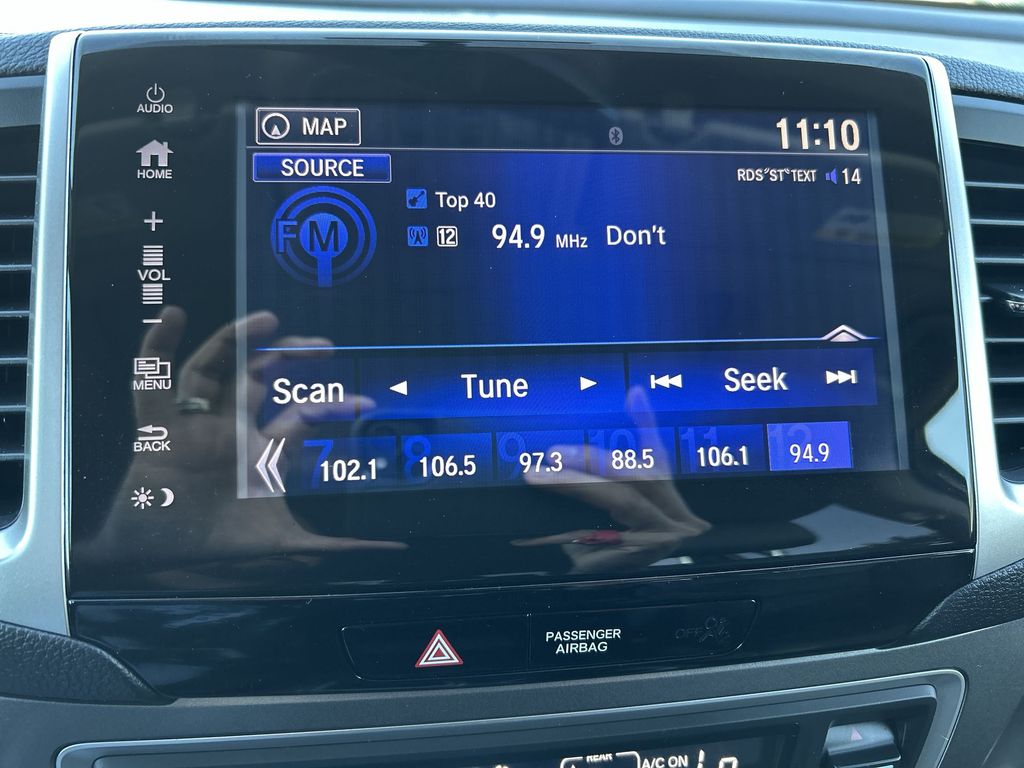 AUDIO
MAP
11:10
HOME
SOURCE
RDS ST TEXT 14
FM
Top 40
12 94.9 MHz Don't
+
VOL
−
MENU
Scan Tune Seek
BACK
7 8 9 10 11 12
102.1 106.5 97.3 88.5 106.1 94.9
PASSENGER
AIRBAG
OFF
REAR
A/C ON